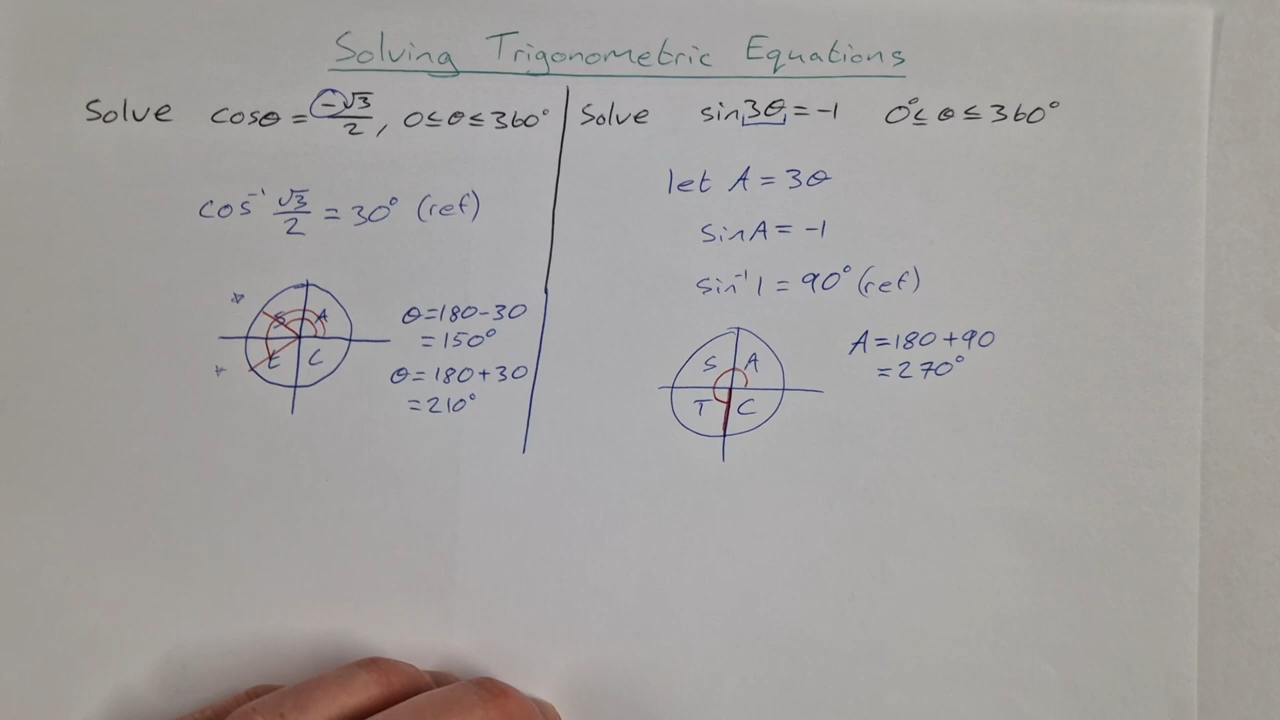 Solving Trigonometric Equations
Solve cosθ = -√3/2, 0≤θ≤360°
cos⁻¹ √3/2 = 30° (ref)
S A
t C
θ=180-30
=150°
θ=180+30
=210°
Solve sin3θ=-1 0°≤θ≤360°
let A=3θ
sinA=-1
sin⁻¹1=90° (ref)
S A
T C
A=180+90
=270°